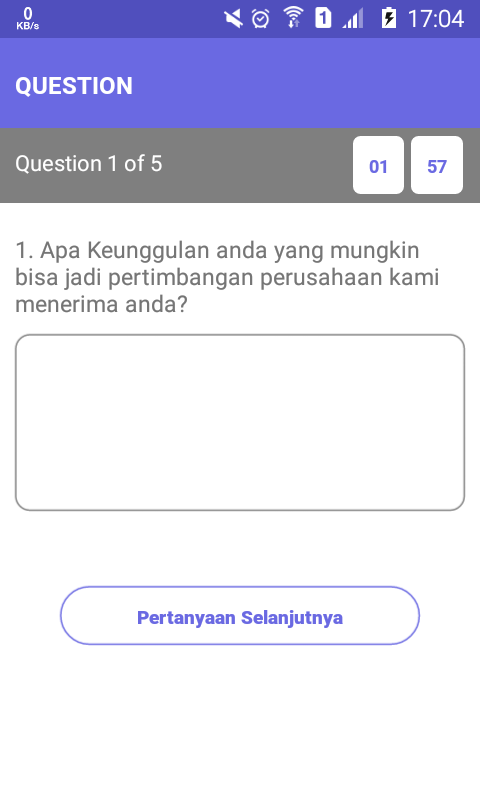 0
KB/s
1
17:04
QUESTION
Question 1 of 5
01
57
1. Apa Keunggulan anda yang mungkin
bisa jadi pertimbangan perusahaan kami
menerima anda?
Pertanyaan Selanjutnya